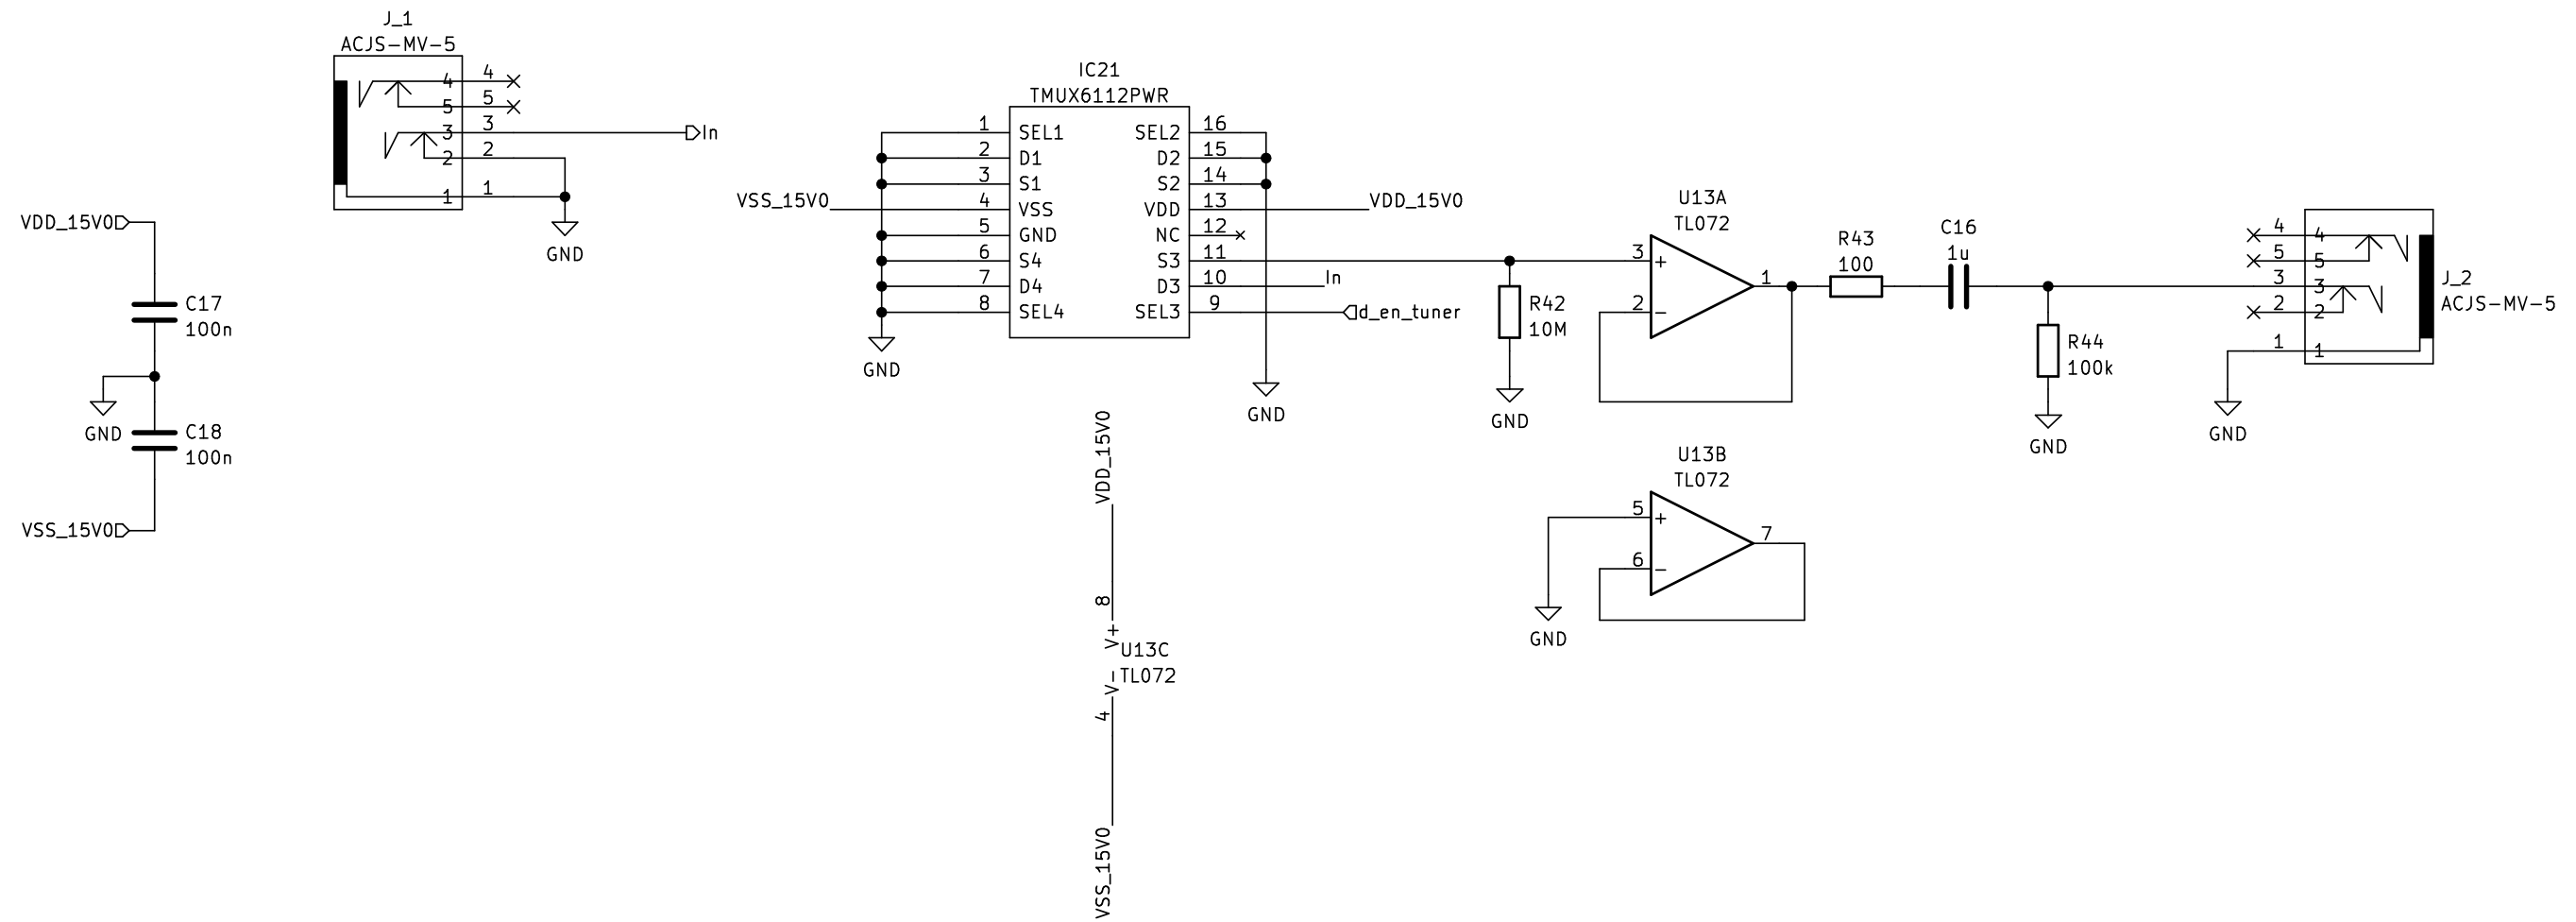 J_1
ACJS-MV-5
4 4
5 5
3 3
2 2
1 1
In
GND
VDD_15V0
C17
100n
GND
C18
100n
VSS_15V0
IC21
TMUX6112PWR
1 SEL1 SEL2 16
2 D1 D2 15
3 S1 S2 14
VSS_15V0 4 VSS VDD 13 VDD_15V0
5 GND NC 12
6 S4 S3 11
7 D4 D3 10 In
8 SEL4 SEL3 9 d_en_tuner
GND
GND
R42
10M
GND
U13A
TL072
3 +
2 −
1
R43
100
C16
1u
R44
100k
GND
4 4
5 5
3 3
2 2
1 1
J_2
ACJS-MV-5
GND
U13B
TL072
5 +
6 −
7
GND
VDD_15V0
8
V+
U13C
TL072
V−
4
VSS_15V0